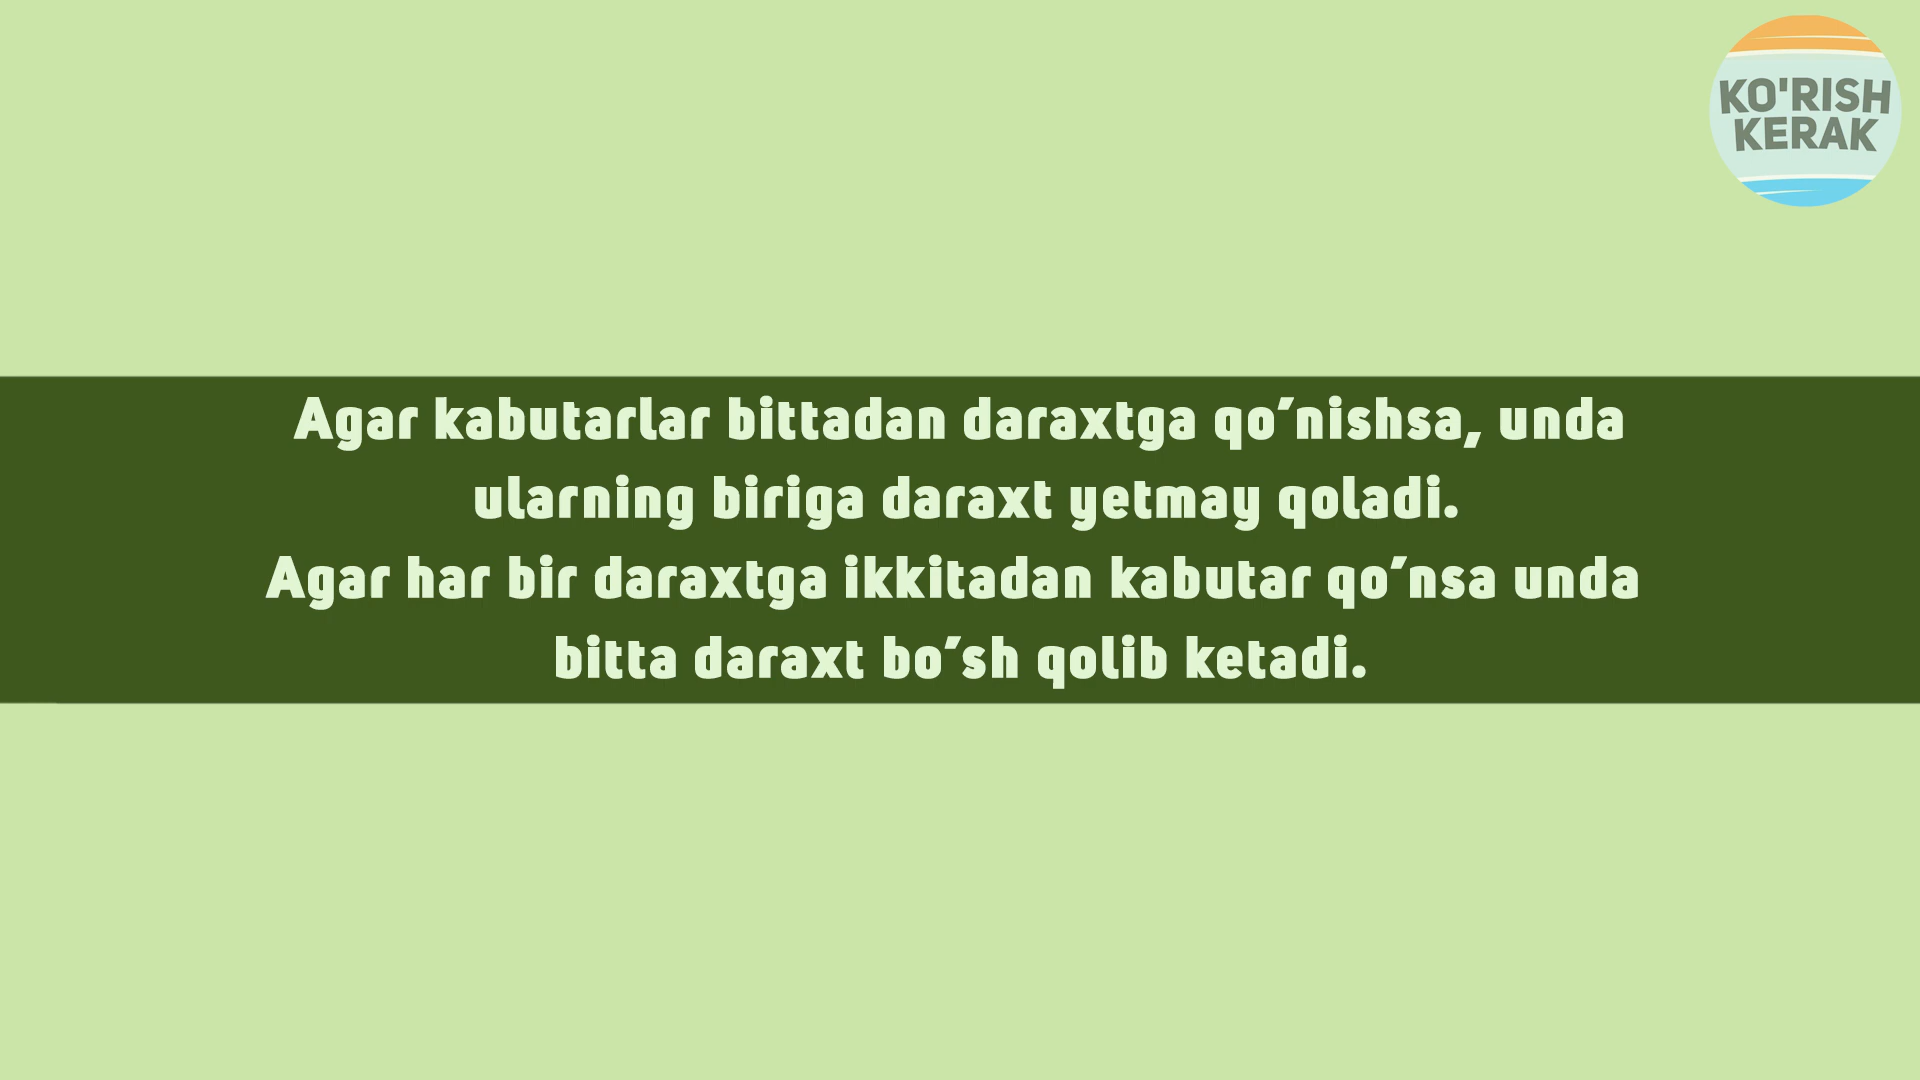 KO'RISH
KERAK
Agar kabutarlar bittadan daraxtga qo’nishsa, unda
ularning biriga daraxt yetmay qoladi.
Agar har bir daraxtga ikkitadan kabutar qo’nsa unda
bitta daraxt bo’sh qolib ketadi.